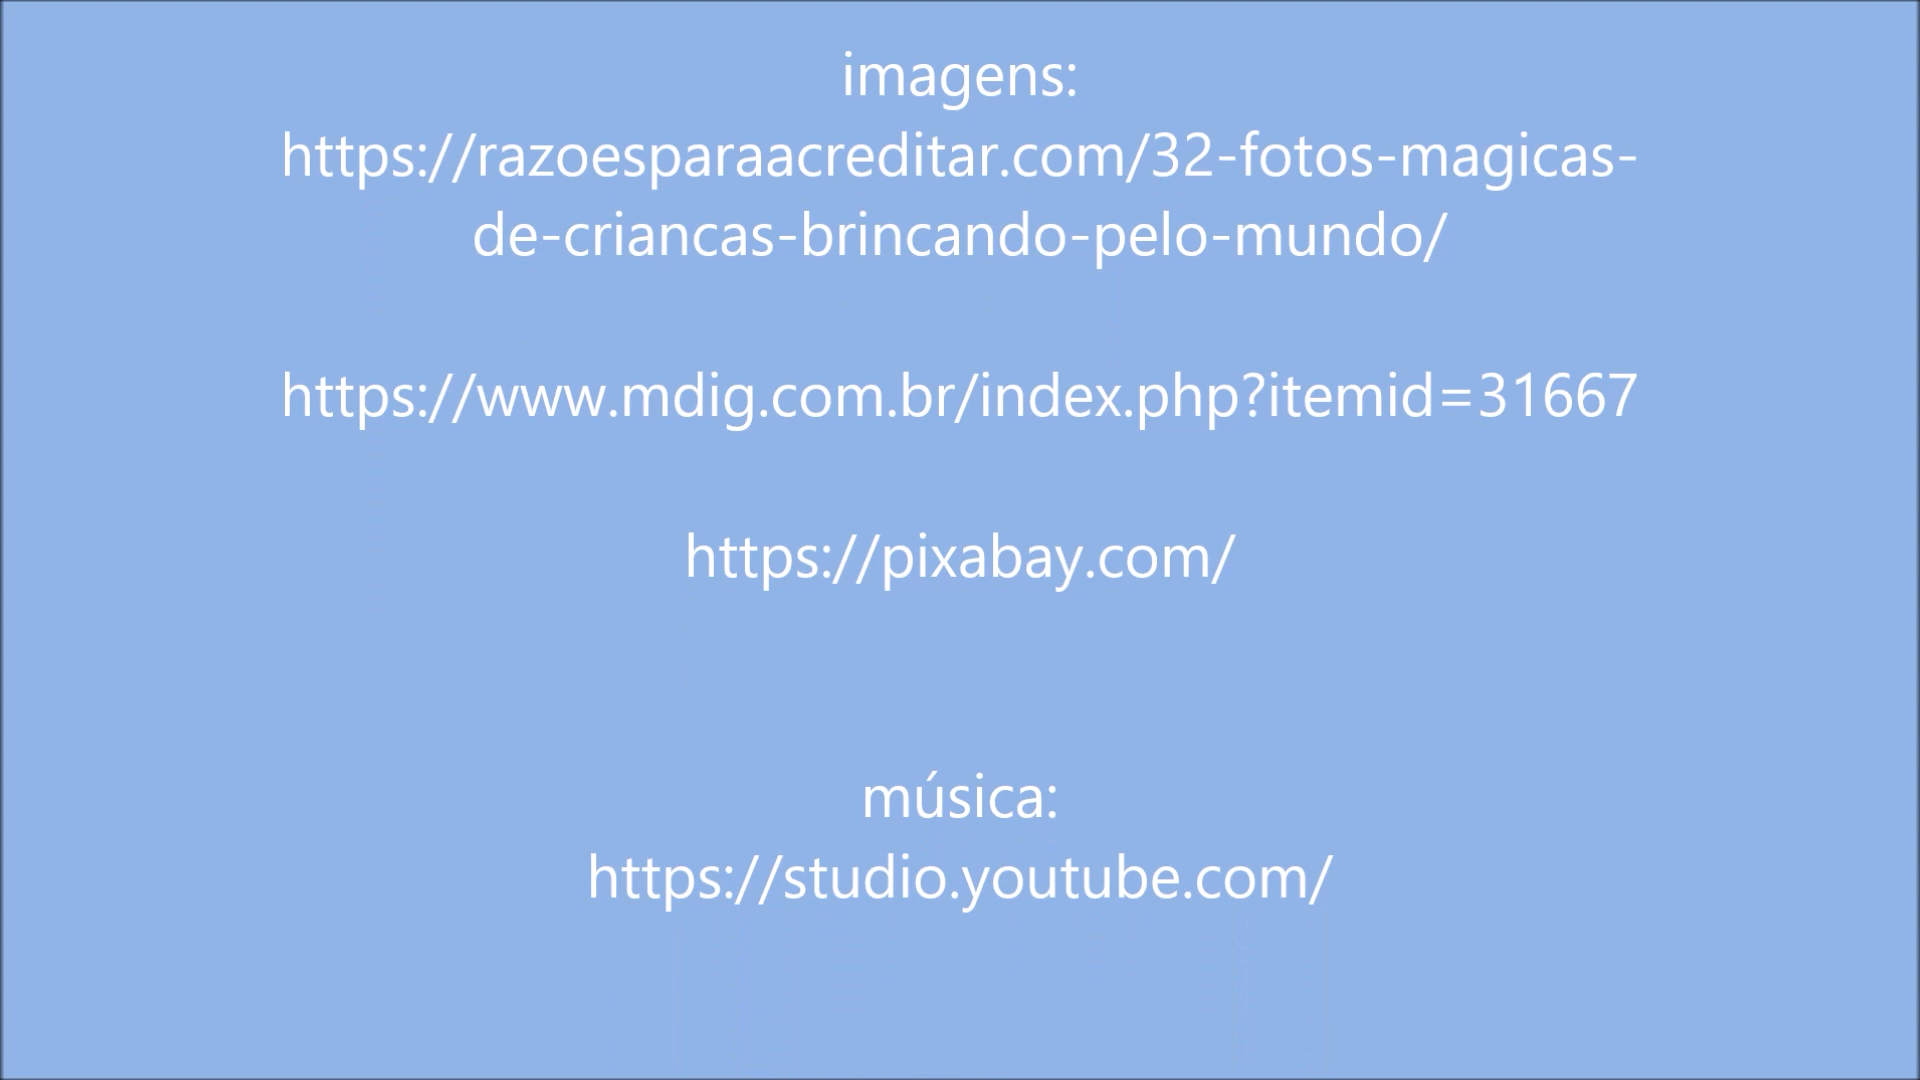 imagens:
https://razoesparaacreditar.com/32-fotos-magicas-
de-criancas-brincando-pelo-mundo/
https://www.mdig.com.br/index.php?itemid=31667
https://pixabay.com/
música:
https://studio.youtube.com/